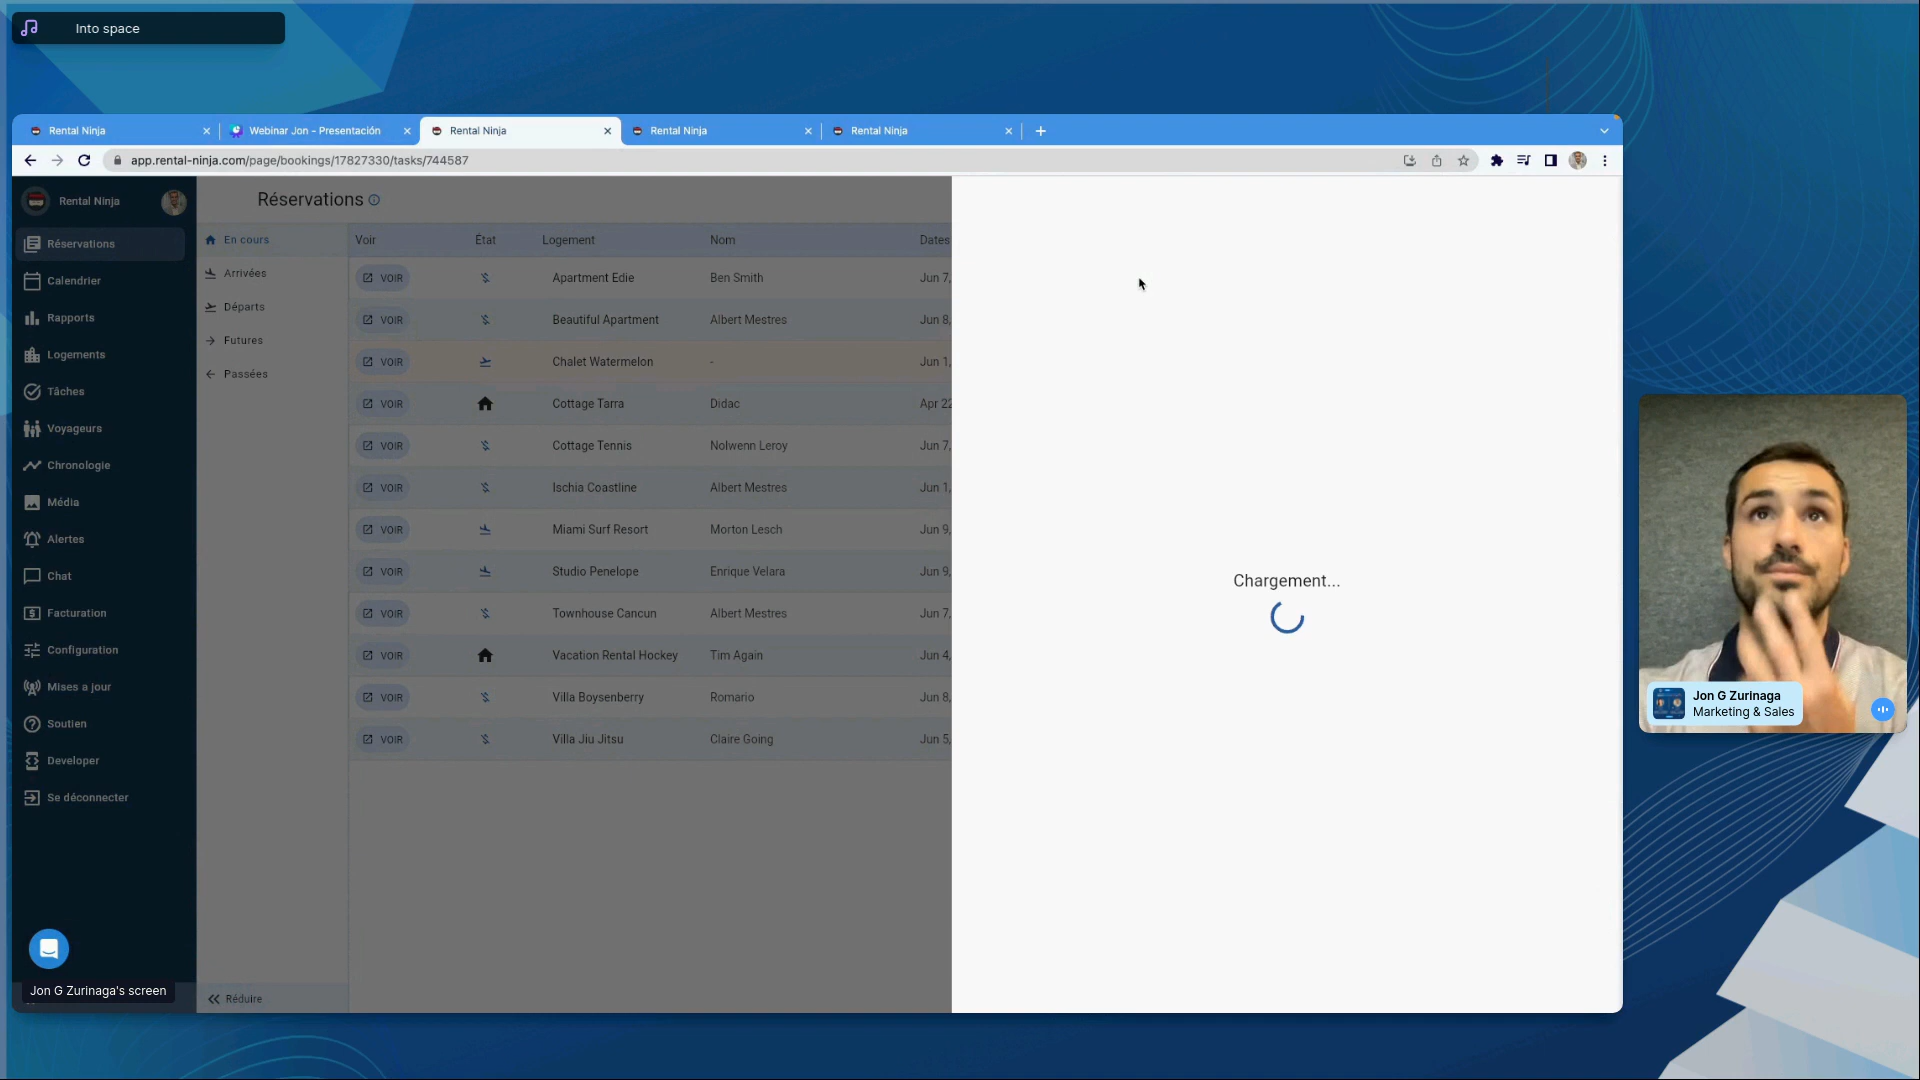 Into space
Rental Ninja
Webinar Jon - Presentación
Rental Ninja
Rental Ninja
Rental Ninja
app.rental-ninja.com/page/bookings/17827330/tasks/744587
Rental Ninja
Réservations
Calendrier
Rapports
Logements
Tâches
Voyageurs
Chronologie
Média
Alertes
Chat
Facturation
Configuration
Mises a jour
Soutien
Developer
Se déconnecter
Jon G Zurinaga's screen
Réservations
En cours
Arrivées
Départs
Futures
Passées
Réduire
Voir État Logement Nom Dates
VOIR Apartment Edie Ben Smith Jun 7,
VOIR Beautiful Apartment Albert Mestres Jun 8,
VOIR Chalet Watermelon - Jun 1,
VOIR Cottage Tarra Didac Apr 22
VOIR Cottage Tennis Nolwenn Leroy Jun 7,
VOIR Ischia Coastline Albert Mestres Jun 1,
VOIR Miami Surf Resort Morton Lesch Jun 9,
VOIR Studio Penelope Enrique Velara Jun 9,
VOIR Townhouse Cancun Albert Mestres Jun 7,
VOIR Vacation Rental Hockey Tim Again Jun 4,
VOIR Villa Boysenberry Romario Jun 8,
VOIR Villa Jiu Jitsu Claire Going Jun 5,
Chargement...
Jon G Zurinaga
Marketing & Sales